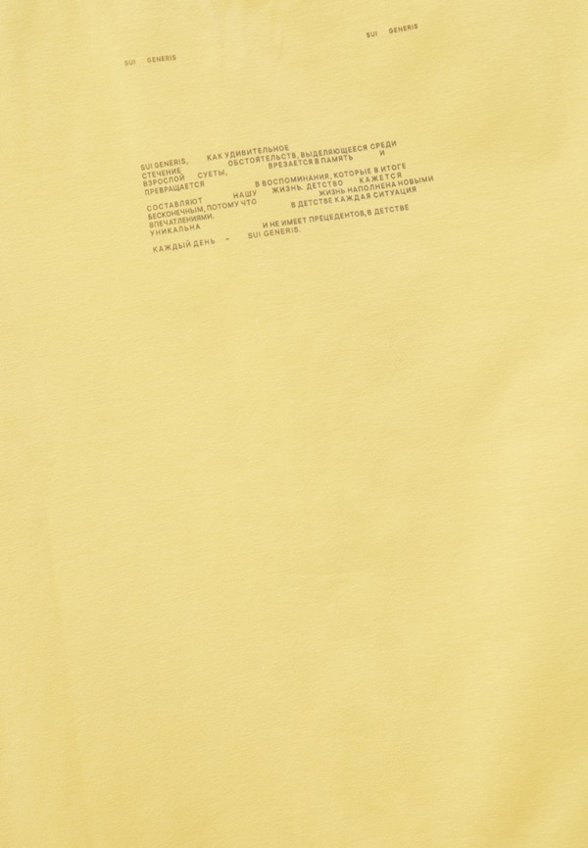 SUI GENERIS
SUI GENERIS
SUI GENERIS, КАК УДИВИТЕЛЬНОЕ
СТЕЧЕНИЕ ОБСТОЯТЕЛЬСТВ, ВЫДЕЛЯЮЩЕЕСЯ СРЕДИ
ВЗРОСЛОЙ СУЕТЫ, ВРЕЗАЕТСЯ В ПАМЯТЬ И
ПРЕВРАЩАЕТСЯ В ВОСПОМИНАНИЯ, КОТОРЫЕ В ИТОГЕ
СОСТАВЛЯЮТ НАШУ ЖИЗНЬ. ДЕТСТВО КАЖЕТСЯ
БЕСКОНЕЧНЫМ, ПОТОМУ ЧТО ЖИЗНЬ НАПОЛНЕНА НОВЫМИ
ВПЕЧАТЛЕНИЯМИ. В ДЕТСТВЕ КАЖДАЯ СИТУАЦИЯ
УНИКАЛЬНА И НЕ ИМЕЕТ ПРЕЦЕДЕНТОВ, В ДЕТСТВЕ
КАЖДЫЙ ДЕНЬ – SUI GENERIS.